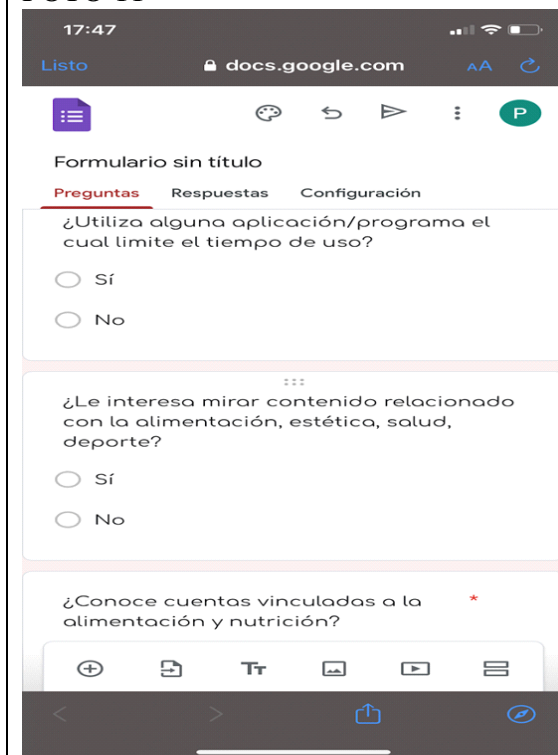 17:47
Listo
docs.google.com
AA
P
Formulario sin título
Preguntas Respuestas Configuración
¿Utiliza alguna aplicación/programa el
cual limite el tiempo de uso?
Sí
No
¿Le interesa mirar contenido relacionado
con la alimentación, estética, salud,
deporte?
Sí
No
¿Conoce cuentas vinculadas a la *
alimentación y nutrición?
Tт